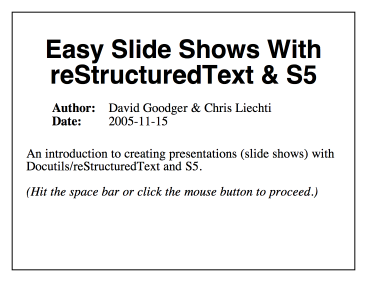 Easy Slide Shows With
reStructuredText & S5
Author: David Goodger & Chris Liechti
Date: 2005-11-15
An introduction to creating presentations (slide shows) with
Docutils/reStructuredText and S5.
(Hit the space bar or click the mouse button to proceed.)